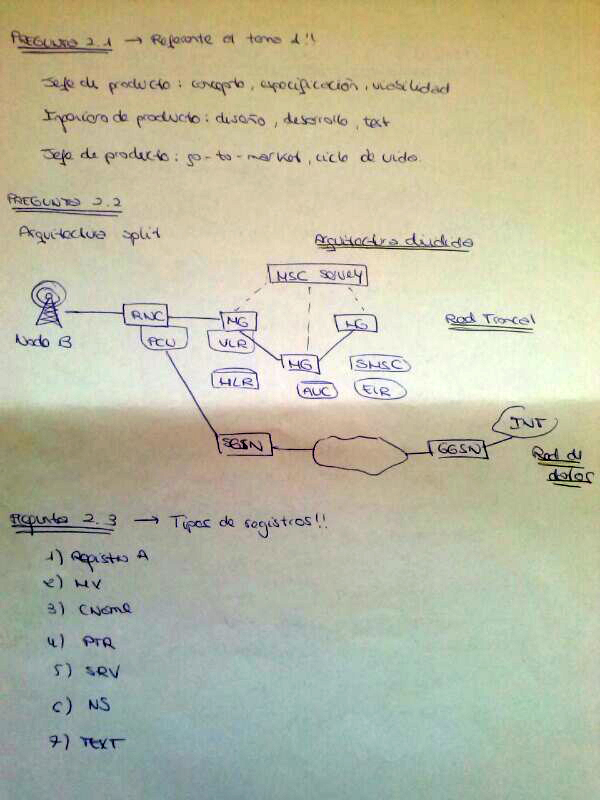 PREGUNTA 2.1 → Referente al tema 1!!
Jefe de producto: concepto, especificación, viabilidad
Ingeniero de producto: diseño, desarrollo, test
Jefe de producto: go-to-market, ciclo de vida.
PREGUNTA 2.2
Arquitectura split
Arquitectura dividida
MSC Server
RNC
MG
MG
Red Troncal
Nodo B
PCU
VLR
MG
SMSC
HLR
AUC
EIR
INT
SGSN
GGSN
Red de
datos
Pregunta 2.3 → Tipos de registros!!
1) Registro A
2) MX
3) CName
4) PTR
5) SRV
6) NS
7) TEXT